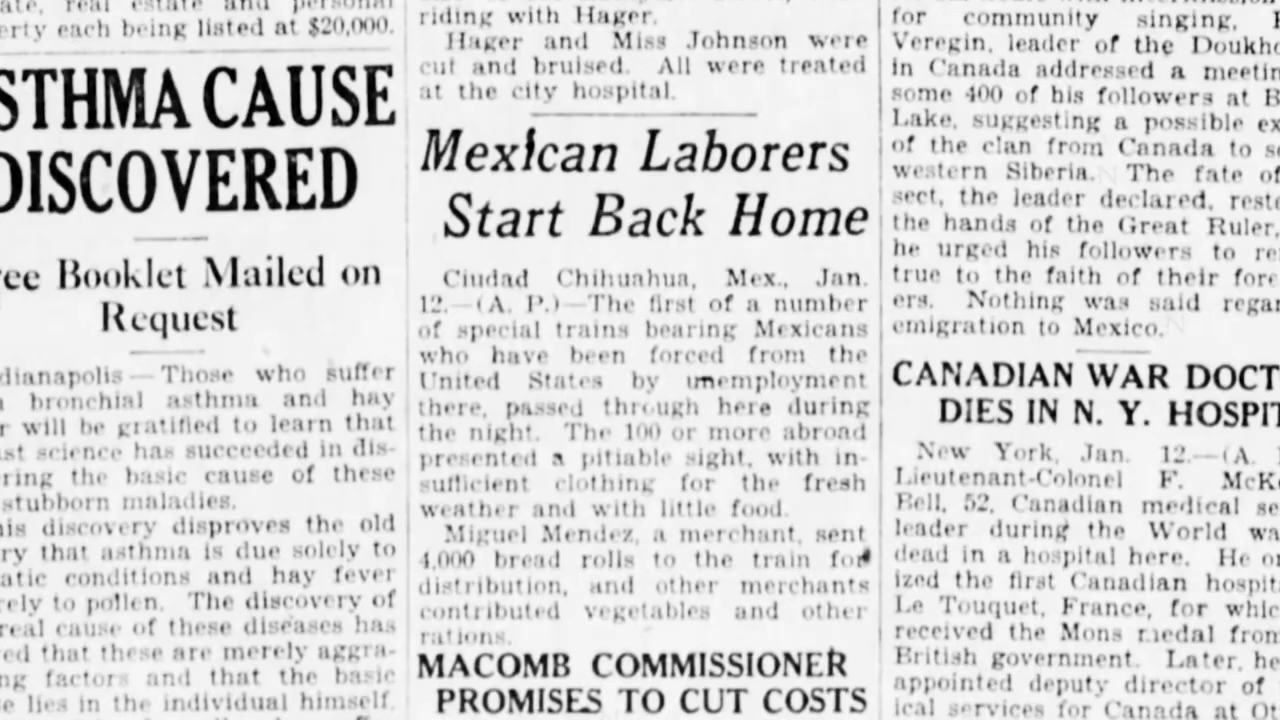 ate, real estate and personal
erty each being listed at $20,000.
STHMA CAUSE
DISCOVERED
ee Booklet Mailed on
Request
dianapolis — Those who suffer
bronchial asthma and hay
r will be gratified to learn that
st science has succeeded in dis-
ring the basic cause of these
stubborn maladies.
his discovery disproves the old
ry that asthma is due solely to
atic conditions and hay fever
rely to pollen. The discovery of
real cause of these diseases has
ed that these are merely aggra-
ng factors and that the basic
e lies in the individual himself.
riding with Hager.
Hager and Miss Johnson were
cut and bruised. All were treated
at the city hospital.
Mexican Laborers
Start Back Home
Ciudad Chihuahua, Mex., Jan.
12.—(A. P.)—The first of a number
of special trains bearing Mexicans
who have been forced from the
United States by unemployment
there, passed through here during
the night. The 100 or more abroad
presented a pitiable sight, with in-
sufficient clothing for the fresh
weather and with little food.
Miguel Mendez, a merchant, sent
4,000 bread rolls to the train for
distribution, and other merchants
contributed vegetables and other
rations.
MACOMB COMMISSIONER
PROMISES TO CUT COSTS
for community singing,
Veregin, leader of the Doukho
in Canada addressed a meetin
some 400 of his followers at B
Lake, suggesting a possible ex
of the clan from Canada to so
western Siberia. The fate of
sect, the leader declared, reste
the hands of the Great Ruler,
he urged his followers to re
true to the faith of their fore
ers. Nothing was said regar
emigration to Mexico.
CANADIAN WAR DOCT
DIES IN N. Y. HOSPIT
New York, Jan. 12.—(A.
Lieutenant-Colonel F. McK
Bell, 52, Canadian medical se
leader during the World wa
dead in a hospital here. He or
ized the first Canadian hospit
Le Touquet, France, for whic
received the Mons medal from
British government. Later, he
appointed deputy director of
ical services for Canada at Ot